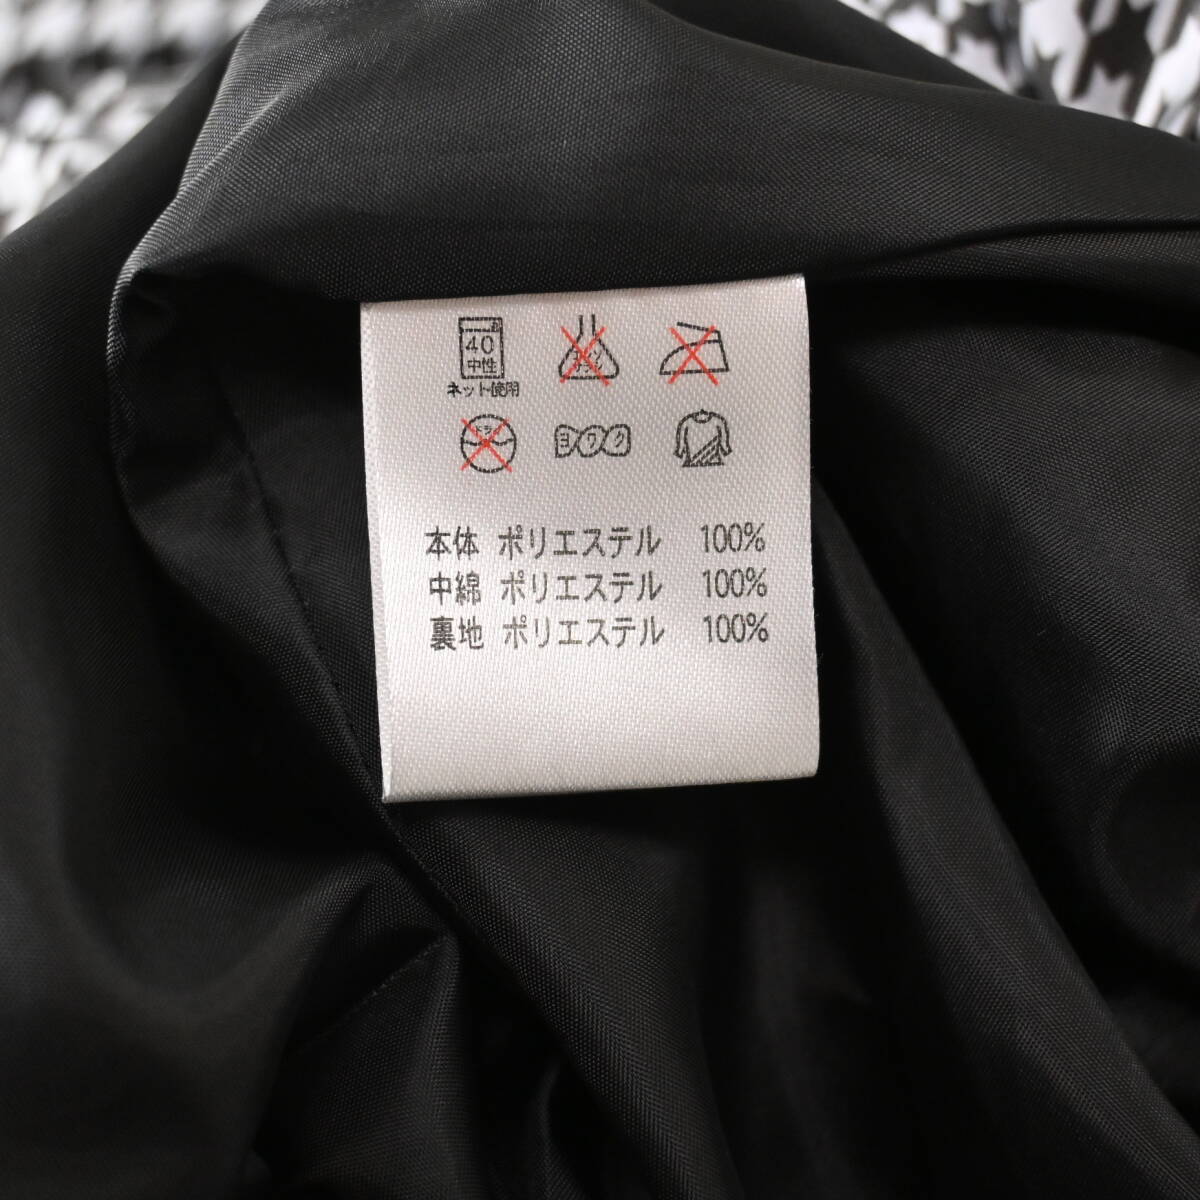 40
中性
ネット使用
ヨワク
本体 ポリエステル 100%
中綿 ポリエステル 100%
裏地 ポリエステル 100%